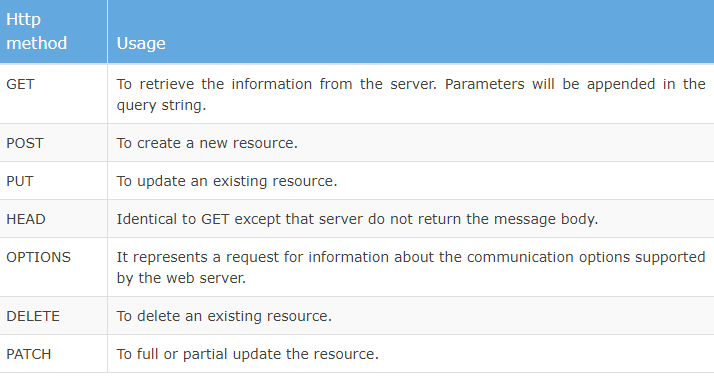 Http
method Usage
GET To retrieve the information from the server. Parameters will be appended in the
query string.
POST To create a new resource.
PUT To update an existing resource.
HEAD Identical to GET except that server do not return the message body.
OPTIONS It represents a request for information about the communication options supported
by the web server.
DELETE To delete an existing resource.
PATCH To full or partial update the resource.